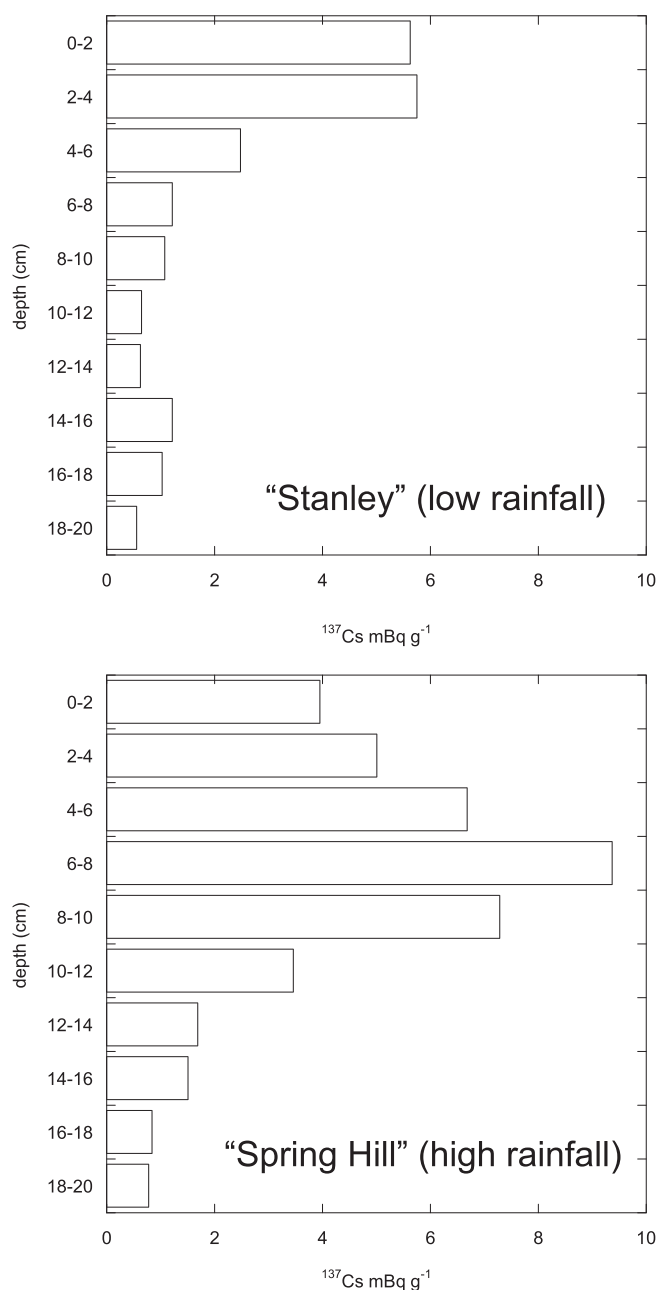 0-2
2-4
4-6
6-8
8-10
10-12
12-14
14-16
16-18
18-20
depth (cm)
“Stanley” (low rainfall)
0 2 4 6 8 10
¹³⁷Cs mBq g⁻¹
0-2
2-4
4-6
6-8
8-10
10-12
12-14
14-16
16-18
18-20
depth (cm)
“Spring Hill” (high rainfall)
0 2 4 6 8 10
¹³⁷Cs mBq g⁻¹